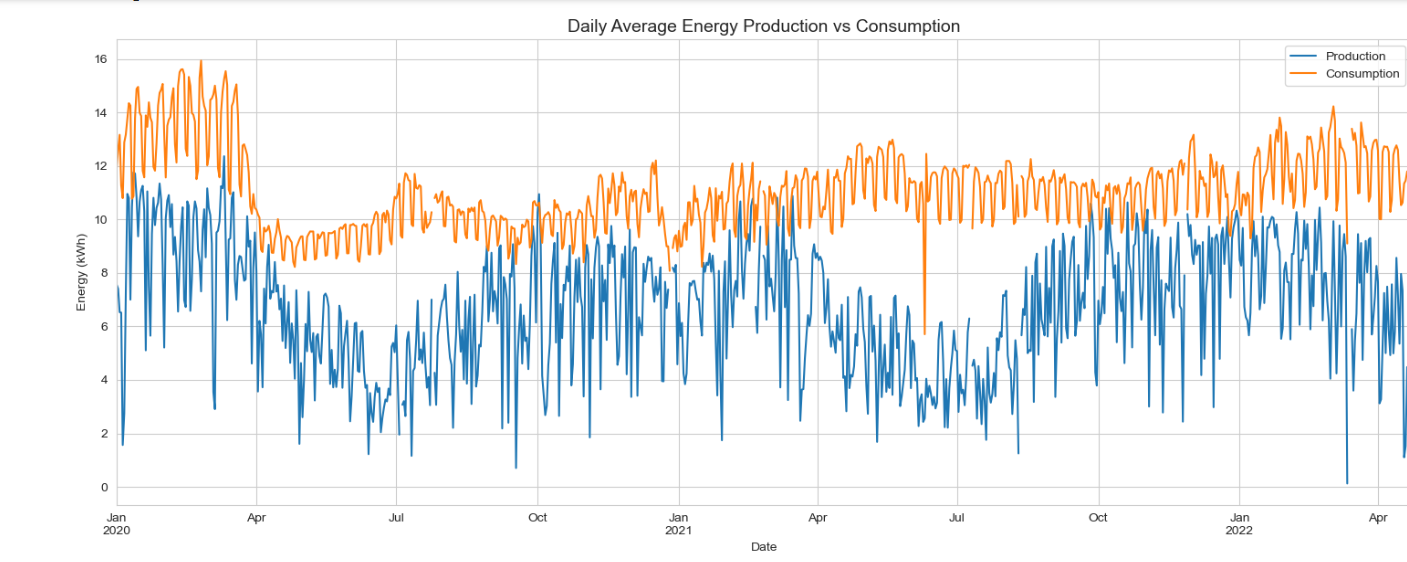 Daily Average Energy Production vs Consumption
Production
Consumption
16
14
12
10
8
6
4
2
0
Energy (kWh)
Jan Apr Jul Oct Jan Apr Jul Oct Jan Apr
2020 2021 2022
Date